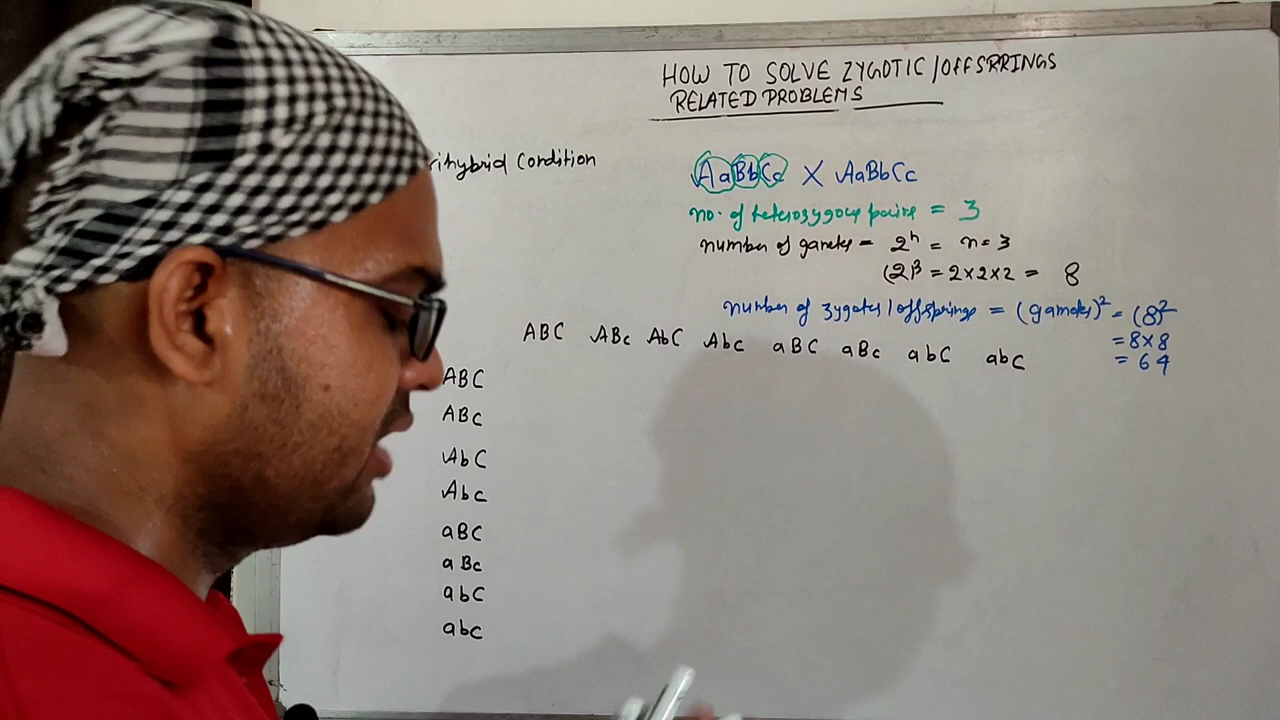 HOW TO SOLVE ZYGOTIC/OFFSRRINGS
RELATED PROBLEMS
rihybrid Condition
AaBbCc X AaBbCc
no. of heterozygous pairs = 3
number of gametes = 2ⁿ = n = 3
(2)³ = 2×2×2 = 8
number of zygotes/offsprings = (gametes)² = (8)²
= 8×8
= 64
ABC ABc AbC Abc aBC aBc abC abc
ABC
ABc
AbC
Abc
aBC
aBc
abC
abc